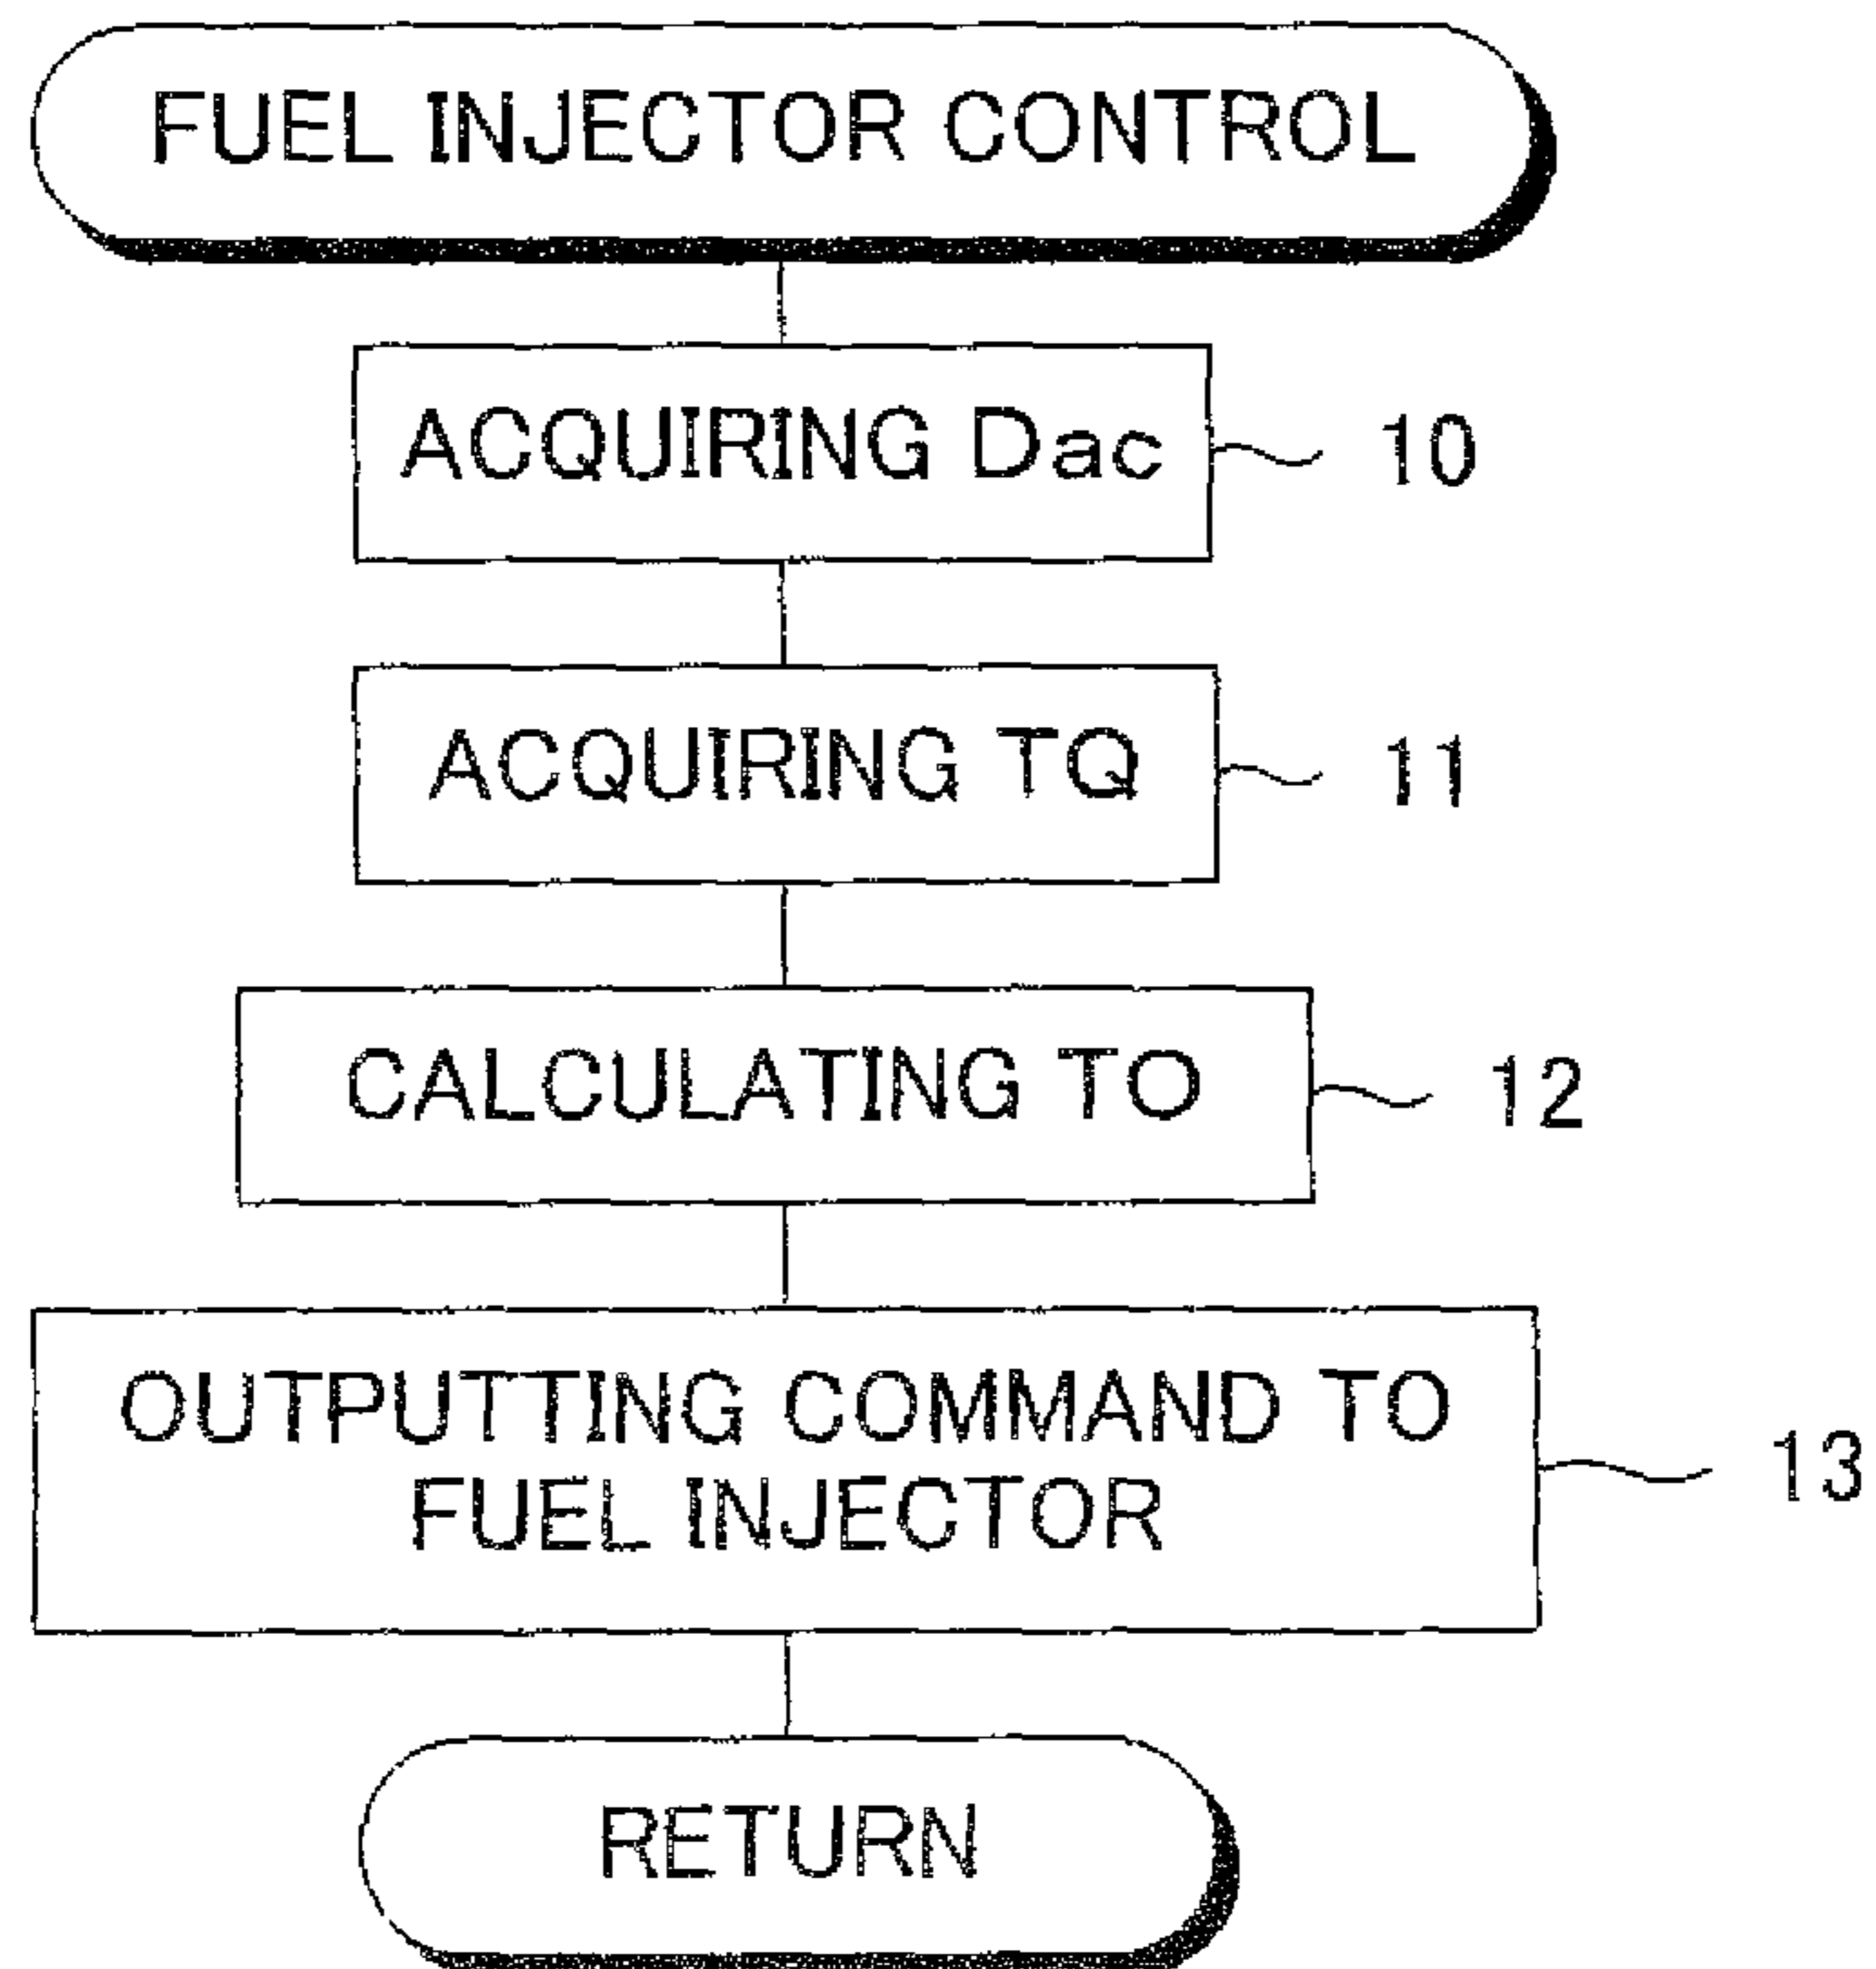 FUEL INJECTOR CONTROL
ACQUIRING Dac
10
ACQUIRING TQ
11
CALCULATING TO
12
OUTPUTTING COMMAND TO
FUEL INJECTOR
13
RETURN